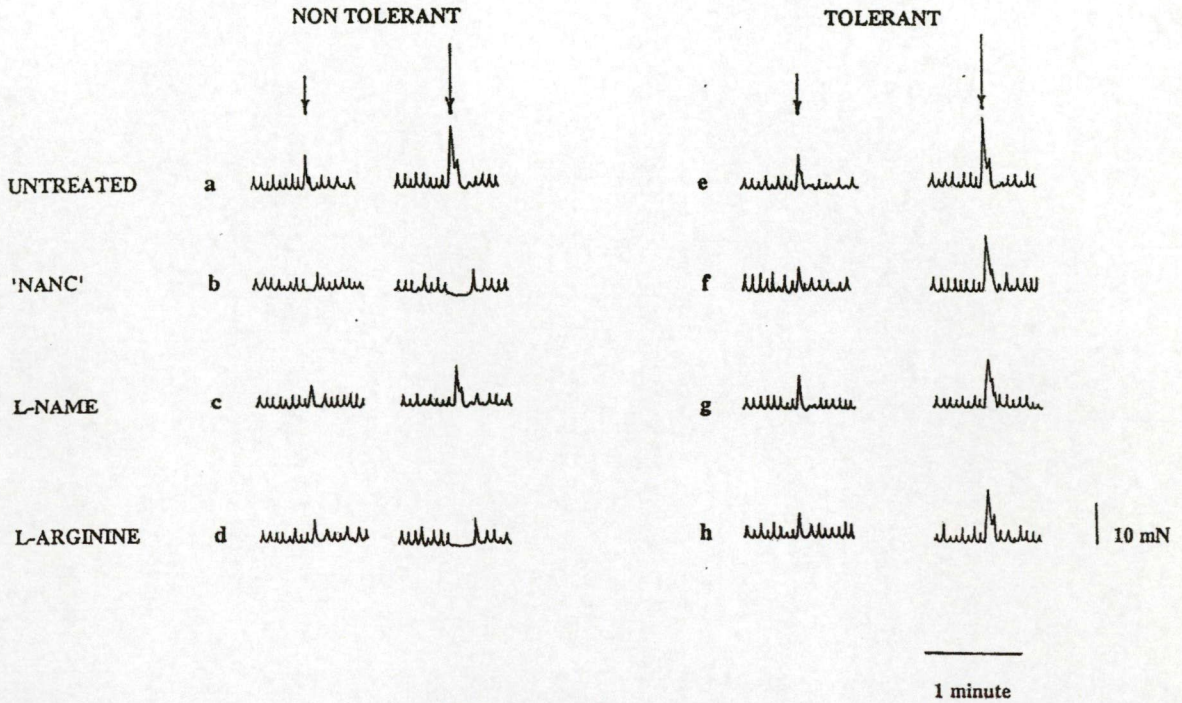 NON TOLERANT
TOLERANT
UNTREATED a e
'NANC' b f
L-NAME c g
L-ARGININE d h 10 mN
1 minute